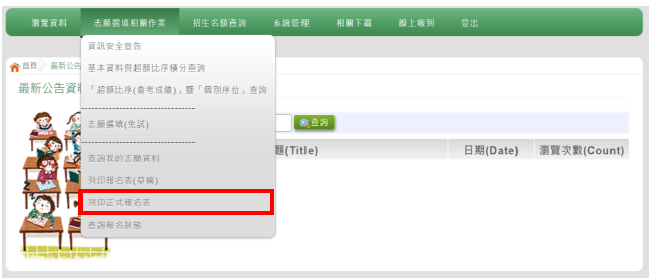 瀏覽資料 志願選填相關作業 招生名額查詢 系統管理 相關下載 線上報到 登出
資訊安全宣告
首頁 最新公告 基本資料與超額比序積分查詢
最新公告資料 「超額比序(會考成績)」暨「個別序位」查詢
志願選填(免試) 查詢
查詢我的志願資料 題(Title) 日期(Date) 瀏覽次數(Count)
列印報名表(草稿)
列印正式報名表
查詢報名狀態